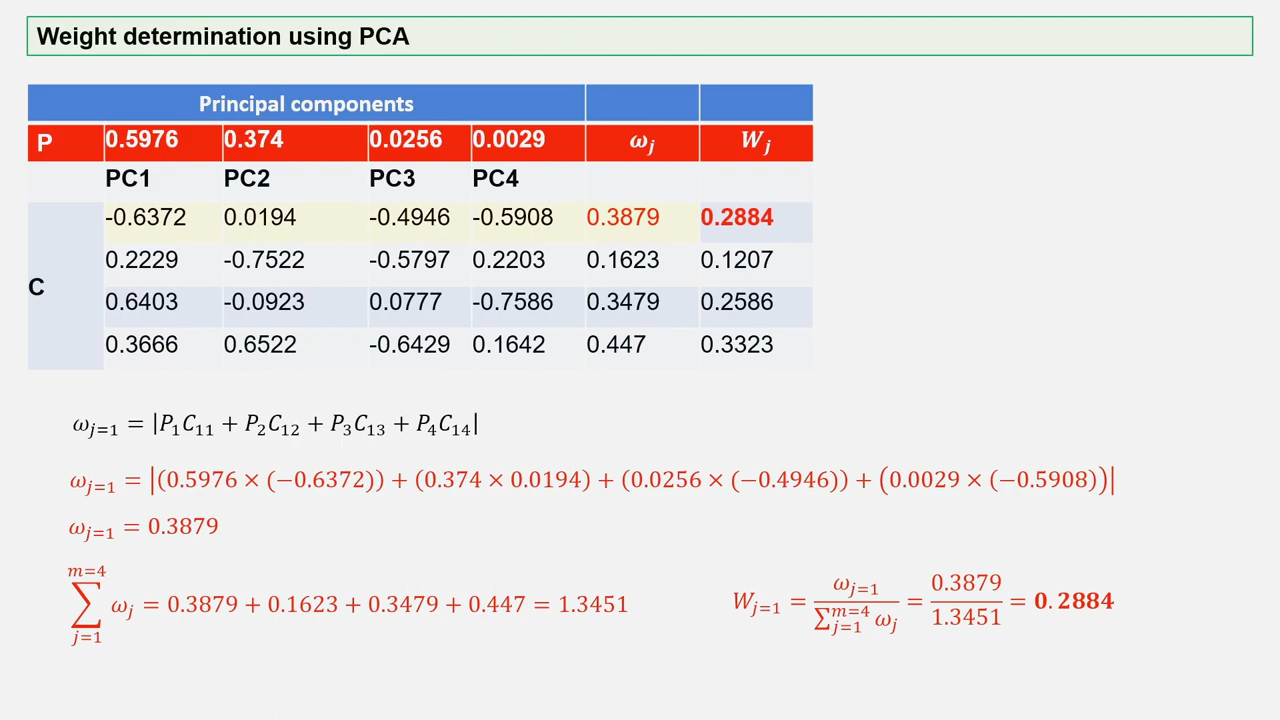 Weight determination using PCA
Principal components
P 0.5976 0.374 0.0256 0.0029 ωⱼ Wⱼ
PC1 PC2 PC3 PC4
-0.6372 0.0194 -0.4946 -0.5908 0.3879 0.2884
0.2229 -0.7522 -0.5797 0.2203 0.1623 0.1207
C
0.6403 -0.0923 0.0777 -0.7586 0.3479 0.2586
0.3666 0.6522 -0.6429 0.1642 0.447 0.3323
ωⱼ₌₁ = |P₁C₁₁ + P₂C₁₂ + P₃C₁₃ + P₄C₁₄|
ωⱼ₌₁ = |(0.5976 × (−0.6372)) + (0.374 × 0.0194) + (0.0256 × (−0.4946)) + (0.0029 × (−0.5908))|
ωⱼ₌₁ = 0.3879
∑ⱼ₌₁^{m=4} ωⱼ = 0.3879 + 0.1623 + 0.3479 + 0.447 = 1.3451
Wⱼ₌₁ = ωⱼ₌₁ / ∑ⱼ₌₁^{m=4} ωⱼ = 0.3879 / 1.3451 = 0.2884